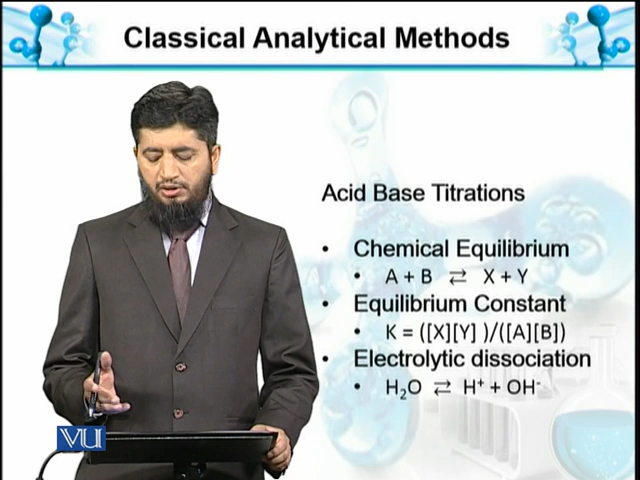 Classical Analytical Methods
Acid Base Titrations
• Chemical Equilibrium
• A + B ⇄ X + Y
• Equilibrium Constant
• K = ([X][Y] )/([A][B])
• Electrolytic dissociation
• H₂O ⇄ H⁺ + OH⁻
VU